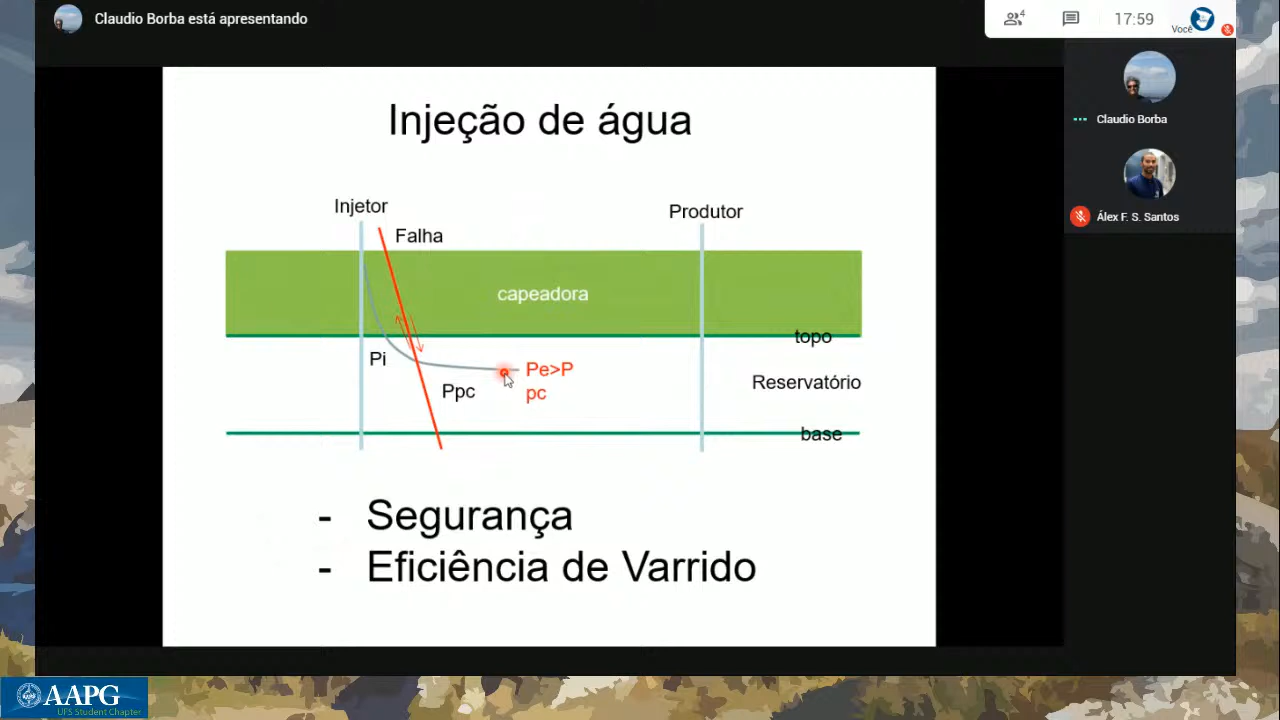 Claudio Borba está apresentando
4
17:59
Você
Claudio Borba
Álex F. S. Santos
Injeção de água
Injetor
Produtor
Falha
capeadora
topo
Pi
Pe>P
pc
Ppc
Reservatório
base
- Segurança
- Eficiência de Varrido
AAPG
UFS Student Chapter